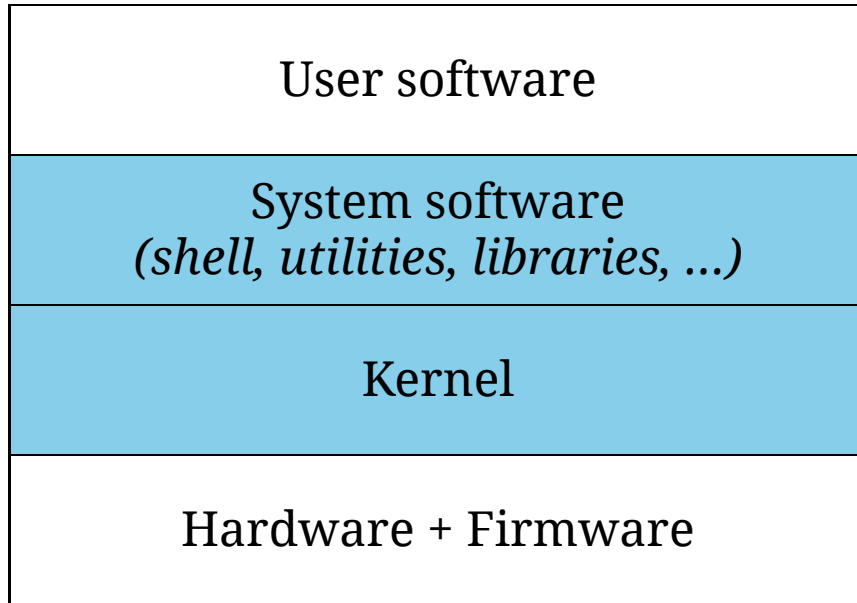 User software
System software
(shell, utilities, libraries, ...)
Kernel
Hardware + Firmware